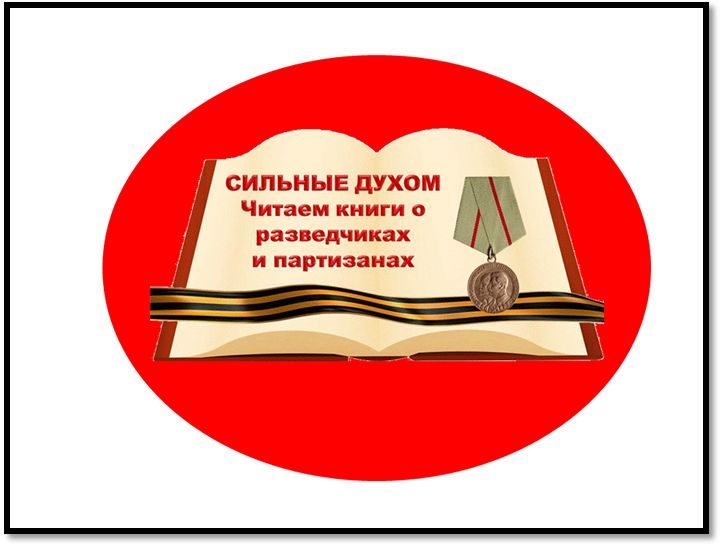 СИЛЬНЫЕ ДУХОМ
Читаем книги о
разведчиках
и партизанах